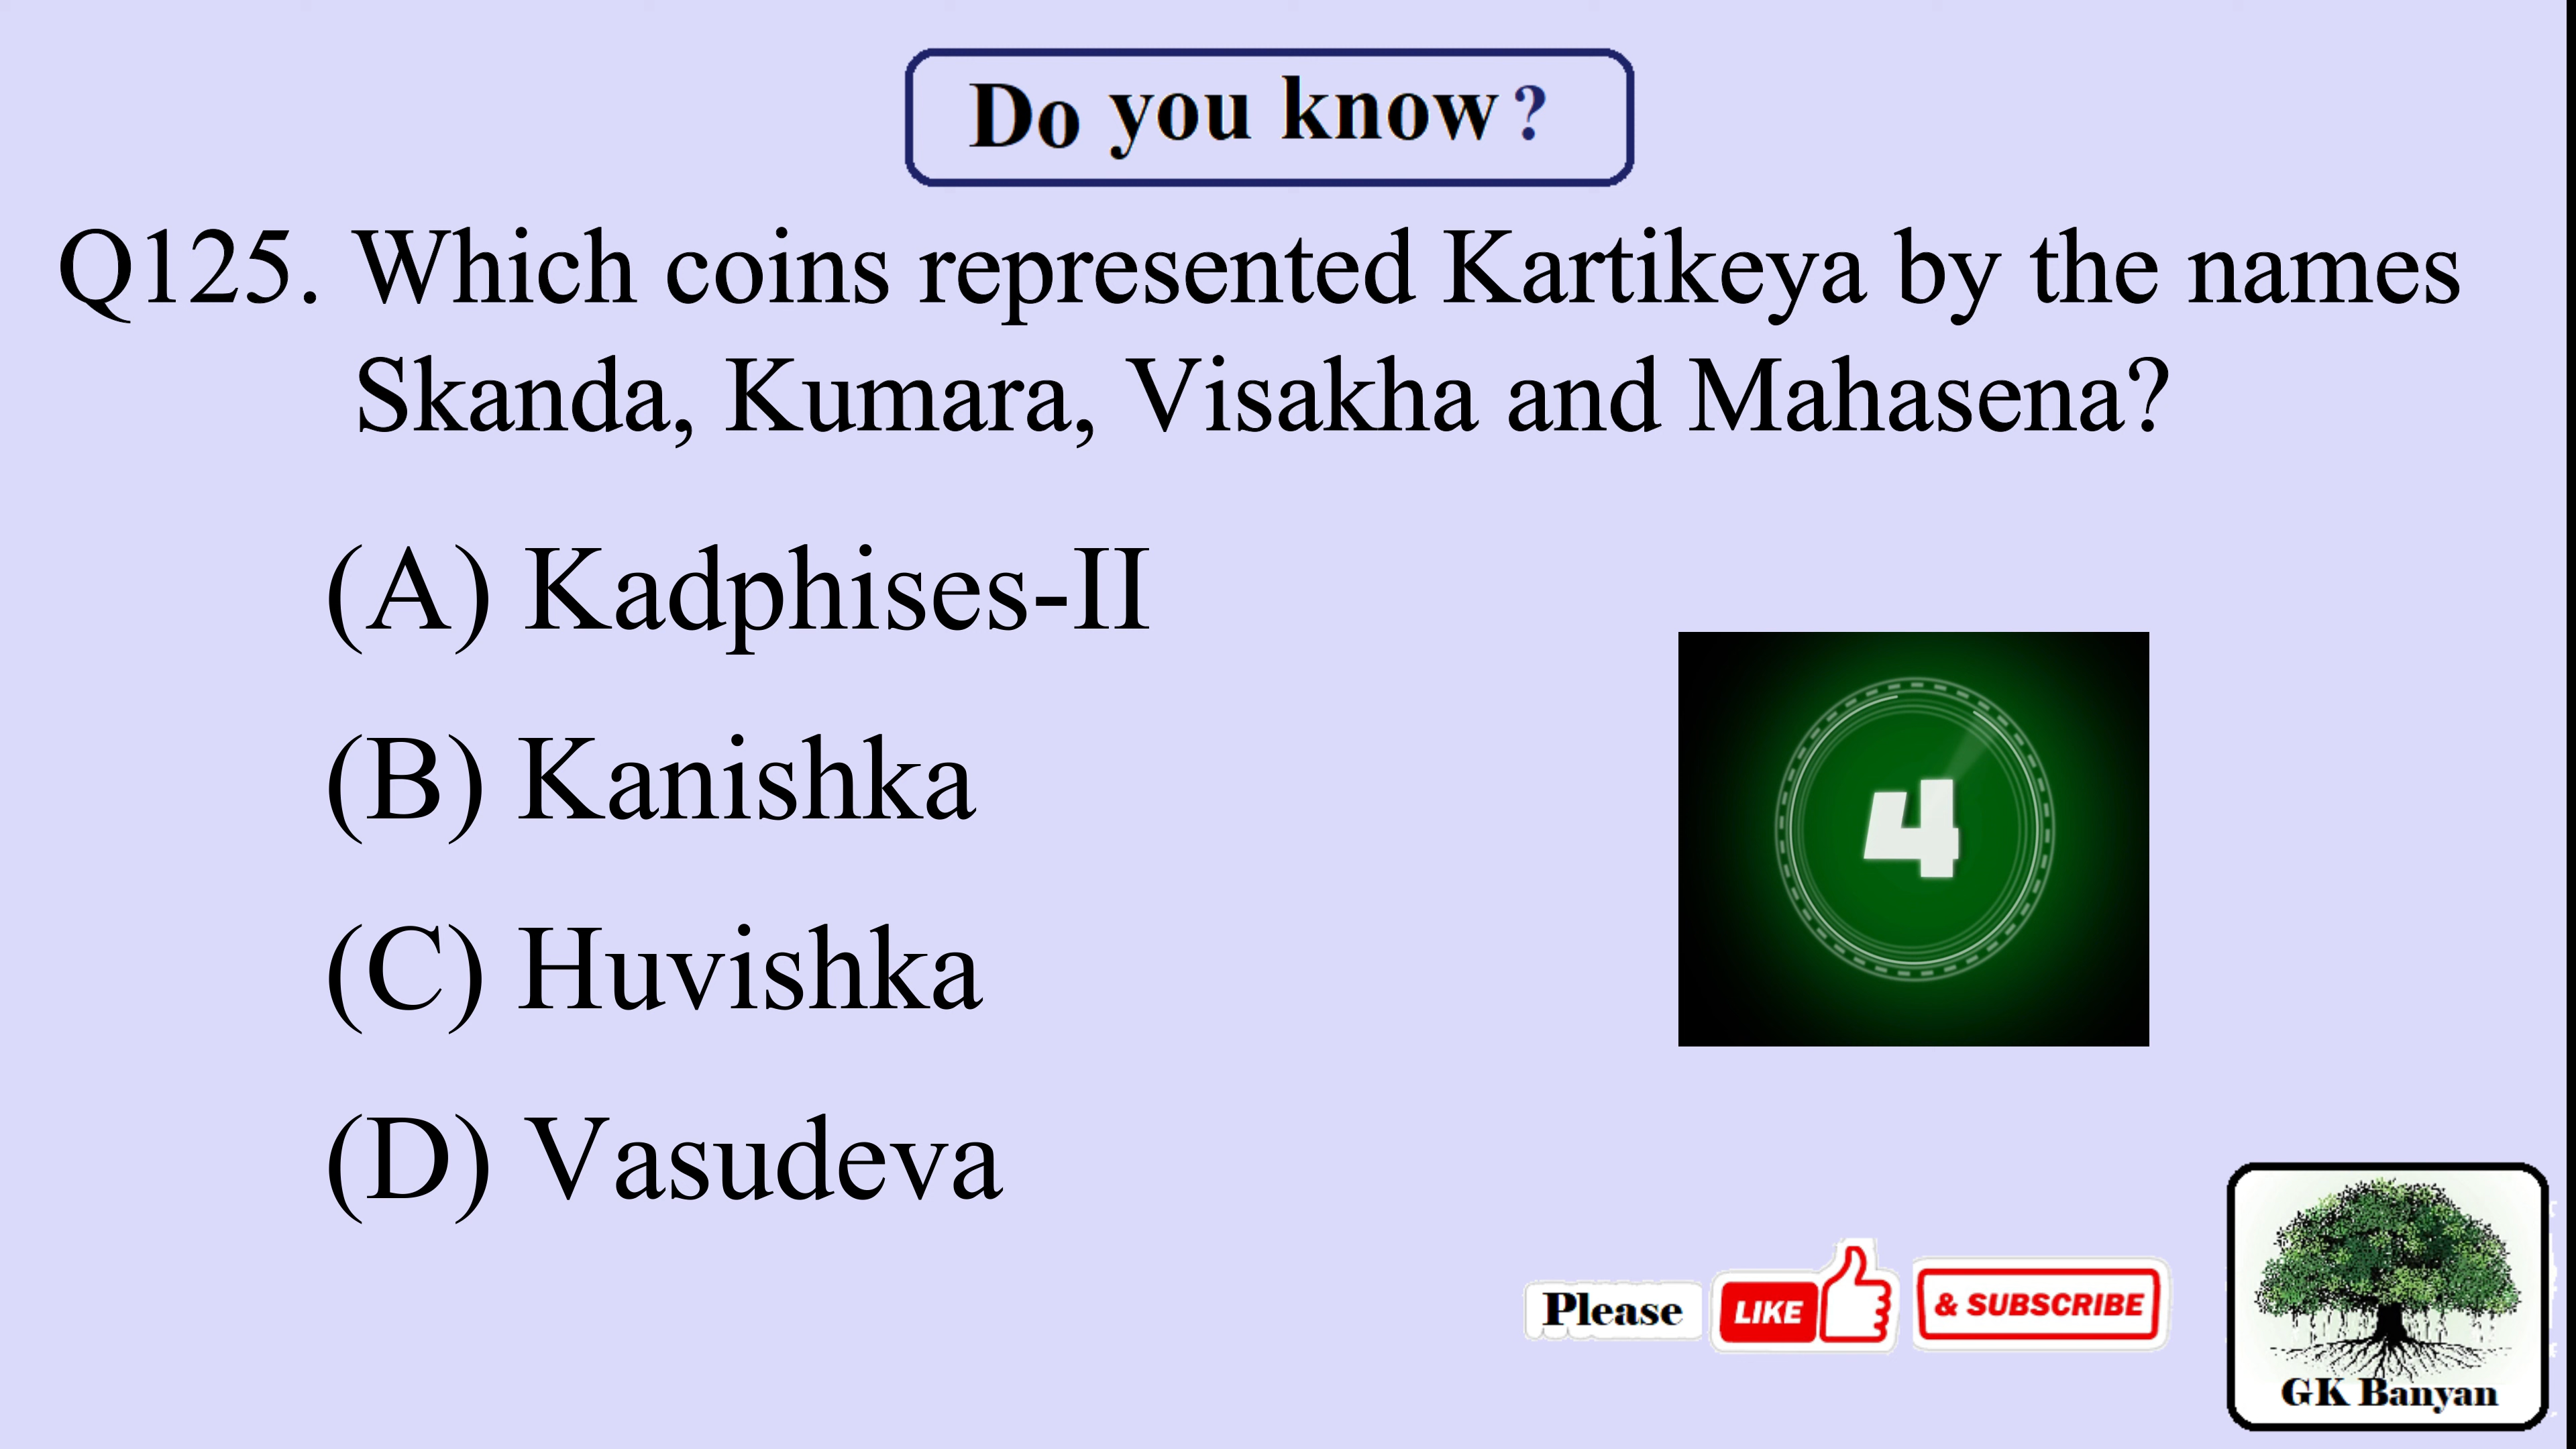 Do you know?
Q125. Which coins represented Kartikeya by the names
Skanda, Kumara, Visakha and Mahasena?
(A) Kadphises-II
(B) Kanishka
(C) Huvishka
(D) Vasudeva
4
Please LIKE & SUBSCRIBE
GK Banyan